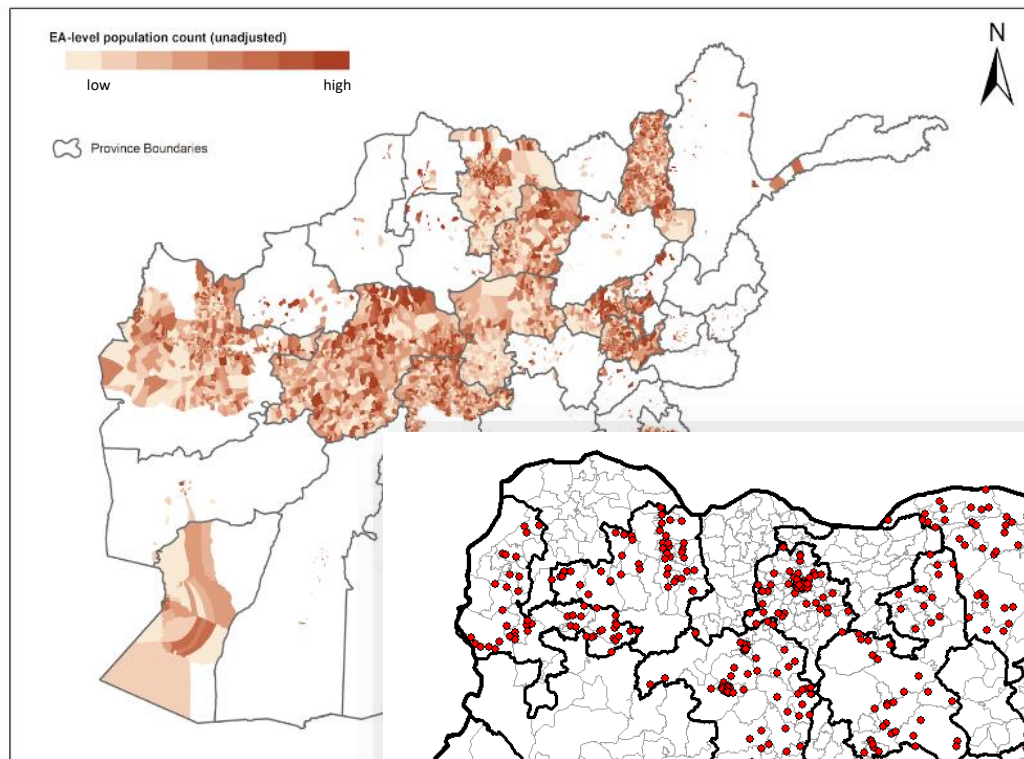 EA-level population count (unadjusted)
low high
Province Boundaries
N